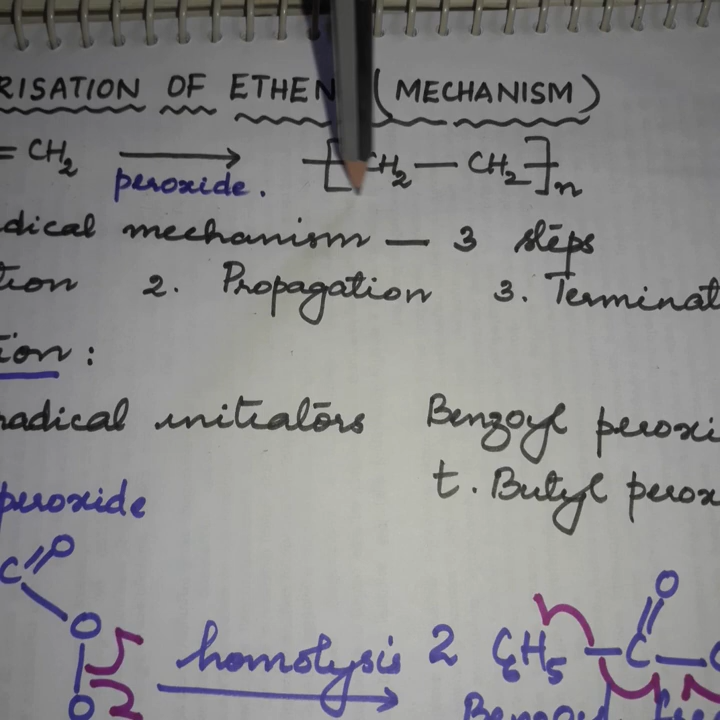 RISATION OF ETHEN (MECHANISM)
= CH2 peroxide. [CH2 — CH2]n
dical mechanism — 3 steps
tion 2. Propagation 3. Terminat
tion :
radical initiators Benzoyl peroxi
t. Butyl perox
peroxide
C O
O
O
homolysis 2 C6H5 — C —
O